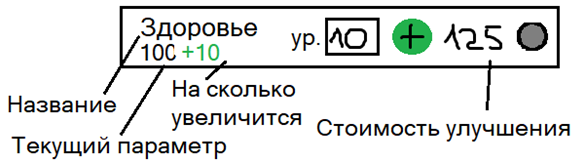 Здоровье
100 +10
ур. 10 + 125
Название
На сколько
увеличится
Текущий параметр
Стоимость улучшения